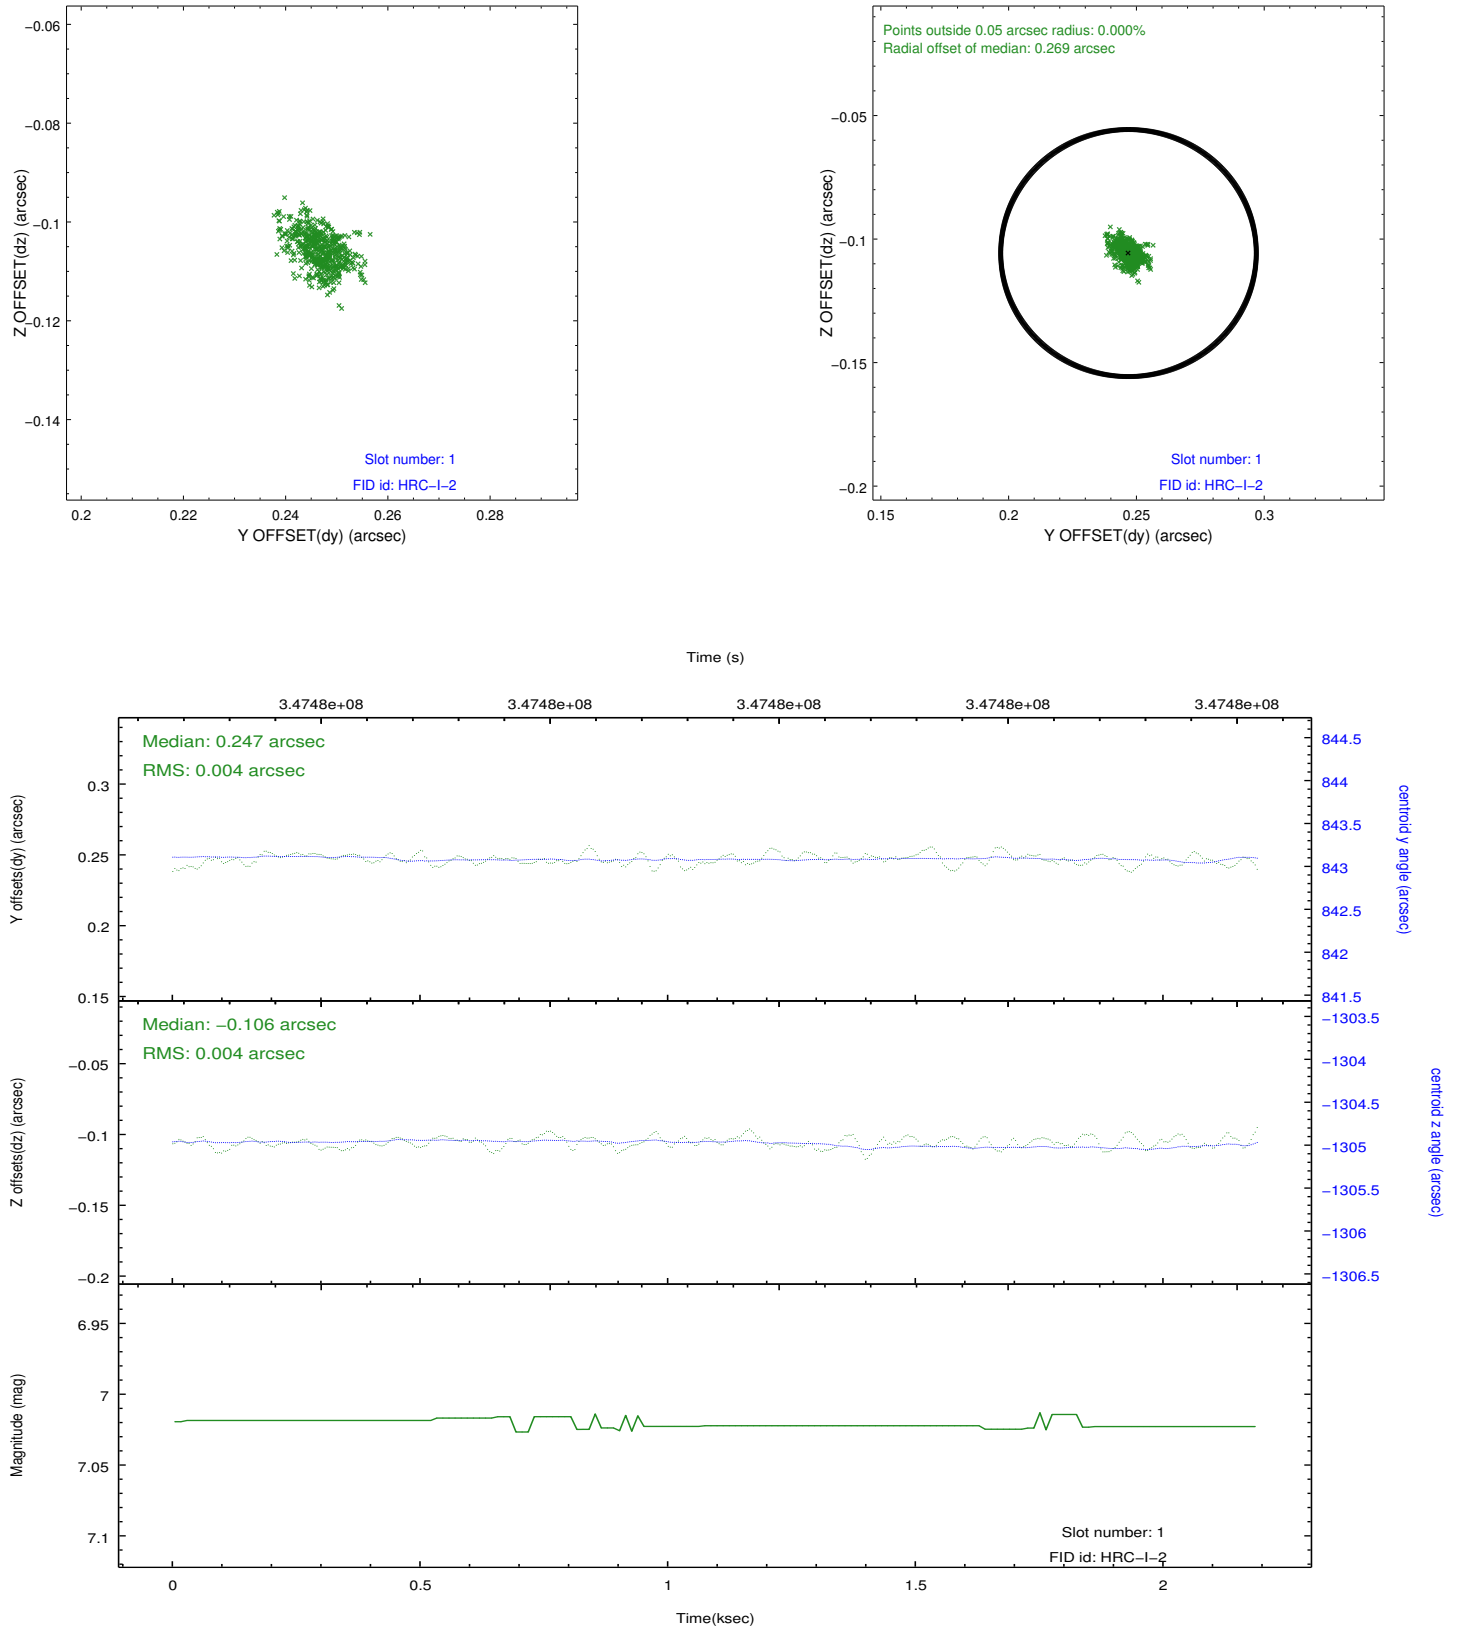 −0.06
−0.08
−0.1
−0.12
−0.14
Z OFFSET(dz) (arcsec)
Slot number: 1
FID id: HRC−I−2
0.2 0.22 0.24 0.26 0.28
Y OFFSET(dy) (arcsec)
Points outside 0.05 arcsec radius: 0.000%
Radial offset of median: 0.269 arcsec
−0.05
−0.1
−0.15
−0.2
Z OFFSET(dz) (arcsec)
Slot number: 1
FID id: HRC−I−2
0.15 0.2 0.25 0.3
Y OFFSET(dy) (arcsec)
Time (s)
3.4748e+08 3.4748e+08 3.4748e+08 3.4748e+08 3.4748e+08
Median: 0.247 arcsec
RMS: 0.004 arcsec
0.3
0.25
0.2
0.15
Y offsets(dy) (arcsec)
844.5
844
843.5
843
842.5
842
841.5
centroid y angle (arcsec)
Median: −0.106 arcsec
RMS: 0.004 arcsec
−0.05
−0.1
−0.15
−0.2
Z offsets(dz) (arcsec)
−1303.5
−1304
−1304.5
−1305
−1305.5
−1306
−1306.5
centroid z angle (arcsec)
6.95
7
7.05
7.1
Magnitude (mag)
Slot number: 1
FID id: HRC−I−2
0 0.5 1 1.5 2
Time(ksec)